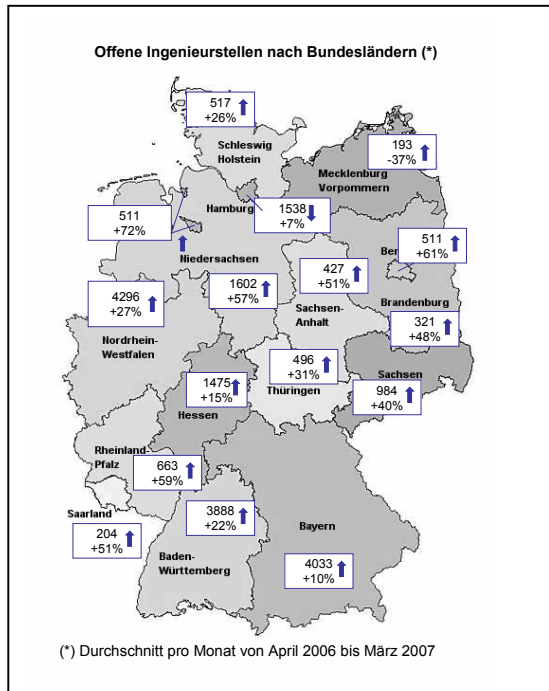 Offene Ingenieurstellen nach Bundesländern (*)
517
+26%
Schleswig
Holstein
193
-37%
Mecklenburg
Vorpommern
Hamburg
1538
+7%
511
+72%
Niedersachsen
427
+51%
Ber
511
+61%
4296
+27%
1602
+57%
Sachsen-
Anhalt
Brandenburg
321
+48%
Nordrhein-
Westfalen
496
+31%
Sachsen
1475
+15%
Thüringen
984
+40%
Hessen
Rheinland-
Pfalz
663
+59%
Saarland
3888
+22%
Bayern
204
+51%
Baden-
Württemberg
4033
+10%
(*) Durchschnitt pro Monat von April 2006 bis März 2007